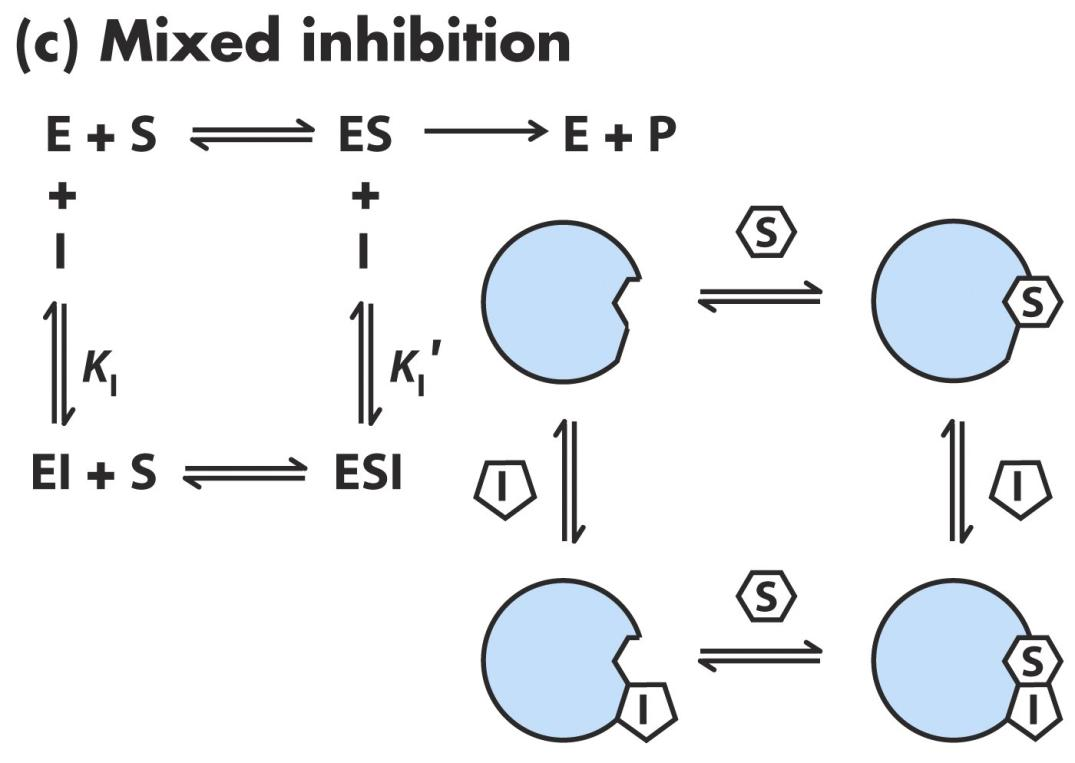 (c) Mixed inhibition
E + S ⇌ ES ⟶ E + P
+ +
I I
K_I K_I'
EI + S ⇌ ESI
S
S
I I
S
S
I I